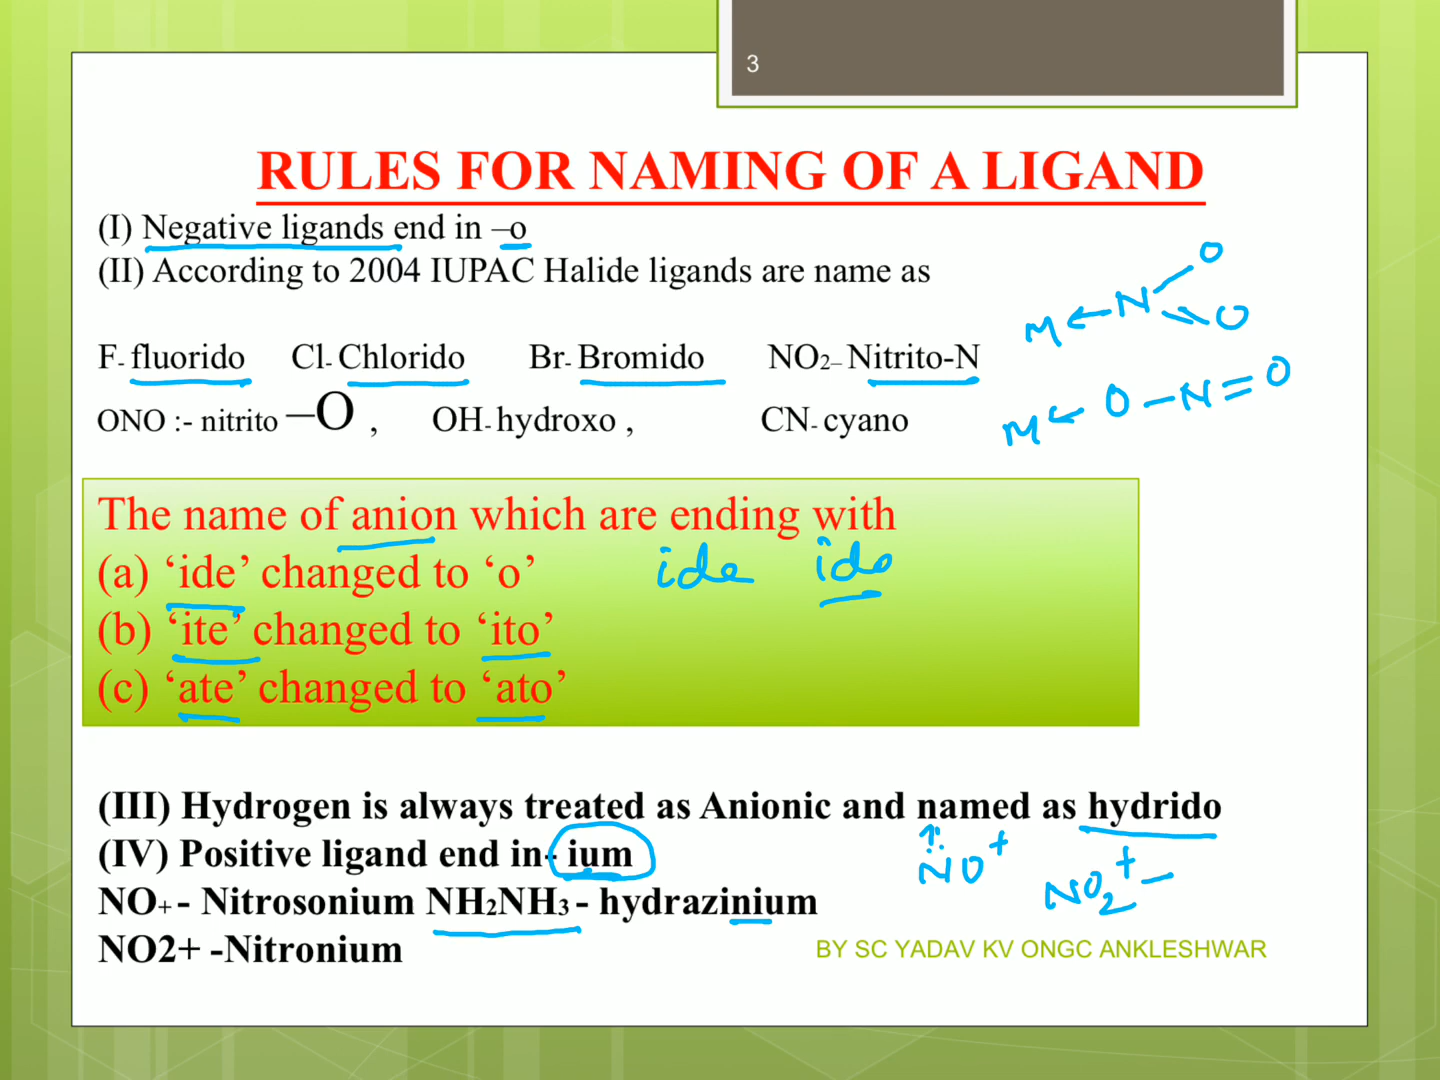 3
RULES FOR NAMING OF A LIGAND
(I) Negative ligands end in –o
(II) According to 2004 IUPAC Halide ligands are name as
F- fluorido Cl- Chlorido Br- Bromido NO2– Nitrito-N
ONO :- nitrito –O , OH- hydroxo , CN- cyano
O
M ← N
O
M ← O – N = O
The name of anion which are ending with
(a) ‘ide’ changed to ‘o’ ide ido
(b) ‘ite’ changed to ‘ito’
(c) ‘ate’ changed to ‘ato’
(III) Hydrogen is always treated as Anionic and named as hydrido
(IV) Positive ligand end in- ium NO+ NO2+ –
NO+ - Nitrosonium NH2NH3 - hydrazinium
NO2+ -Nitronium
BY SC YADAV KV ONGC ANKLESHWAR